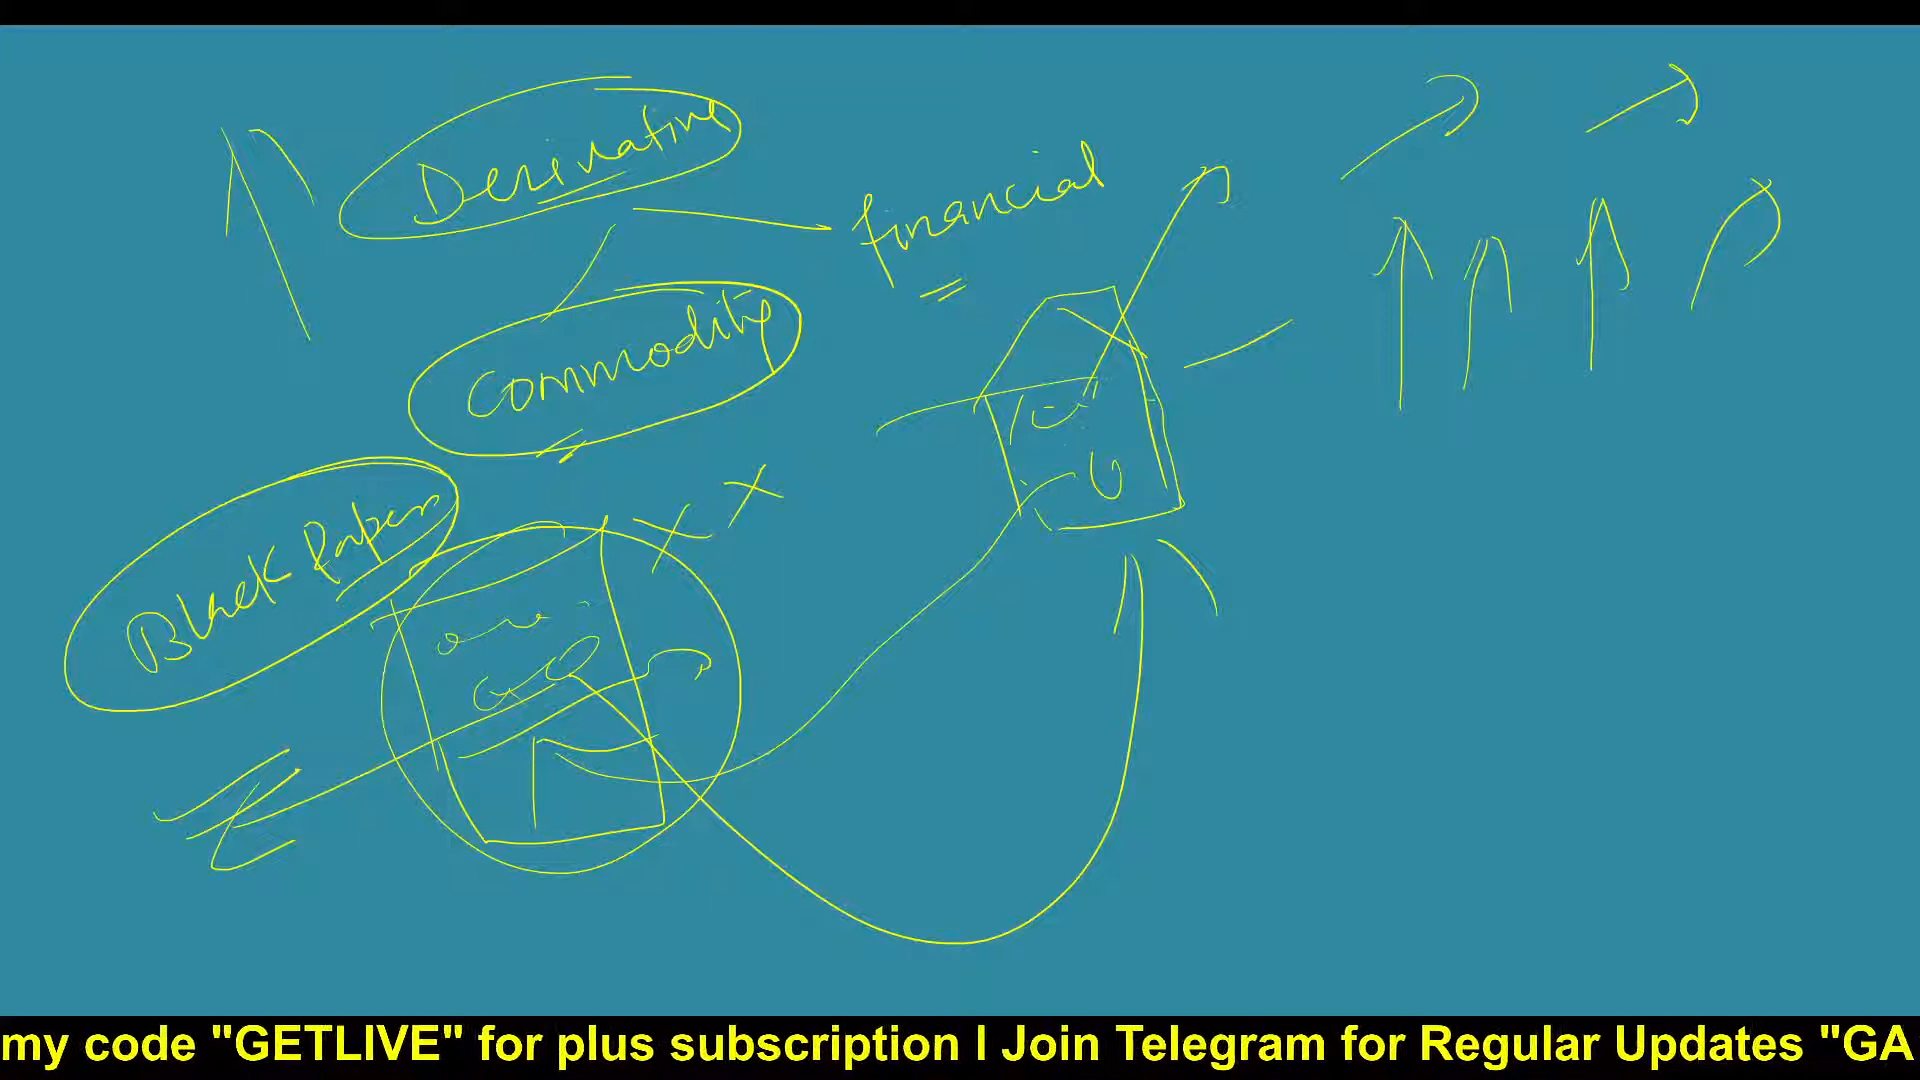 Derivative
financial
Commodity
Black Paper
my code "GETLIVE" for plus subscription I Join Telegram for Regular Updates "GA